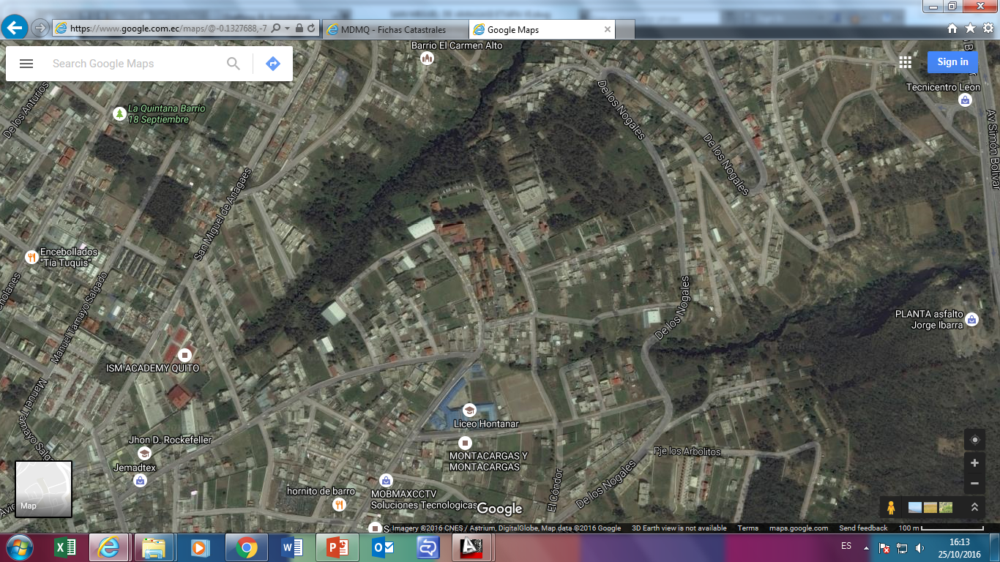 https://www.google.com.ec/maps/@-0.1327688,-7
MDMQ - Fichas Catastrales
Google Maps
Search Google Maps
Sign in
Barrio El Carmen Alto
Tecnicentro Leon
De los Nogales
De los Nogales
Av Simón Bolívar
De los Anturios
La Quintana Barrio
18 Septiembre
San Miguel de Anagaes
Encebollados
"Tía Tuquis"
Manuel Tamayo Salgado
De los Nogales
PLANTA asfalto
Jorge Ibarra
ISM ACADEMY QUITO
Liceo Hontanar
Jhon D. Rockefeller
MONTACARGAS Y
MONTACARGAS
Pje los Arbolitos
Jemadtex
El Cóndor
De los Nogales
hornito de barro
MOBMAXCCTV
Soluciones Tecnologicas
Google
Map
Imagery ©2016 CNES / Astrium, DigitalGlobe, Map data ©2016 Google
3D Earth view is not available
Terms
maps.google.com
Send feedback
100 m
ES
16:13
25/10/2016